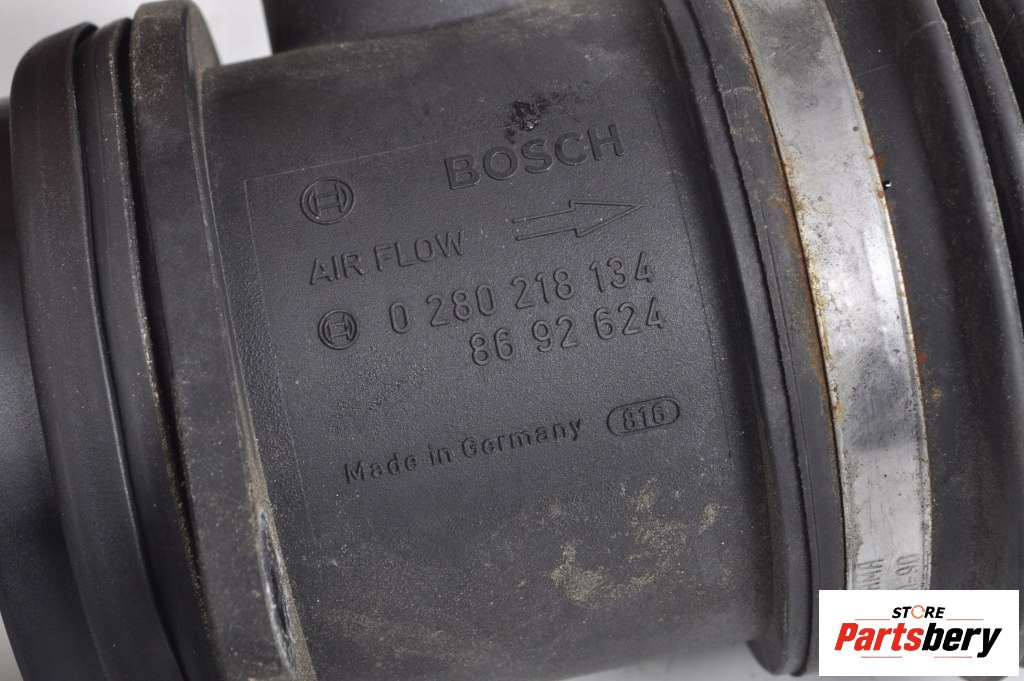 BOSCH
AIR FLOW
0 280 218 134
86 92 624
Made in Germany 816
STORE
Partsbery